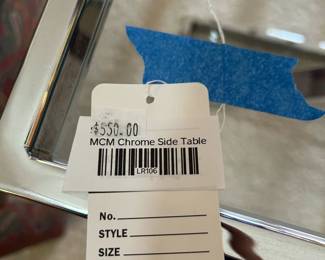 $550.00
MCM Chrome Side Table
LR106
No.
STYLE
SIZE